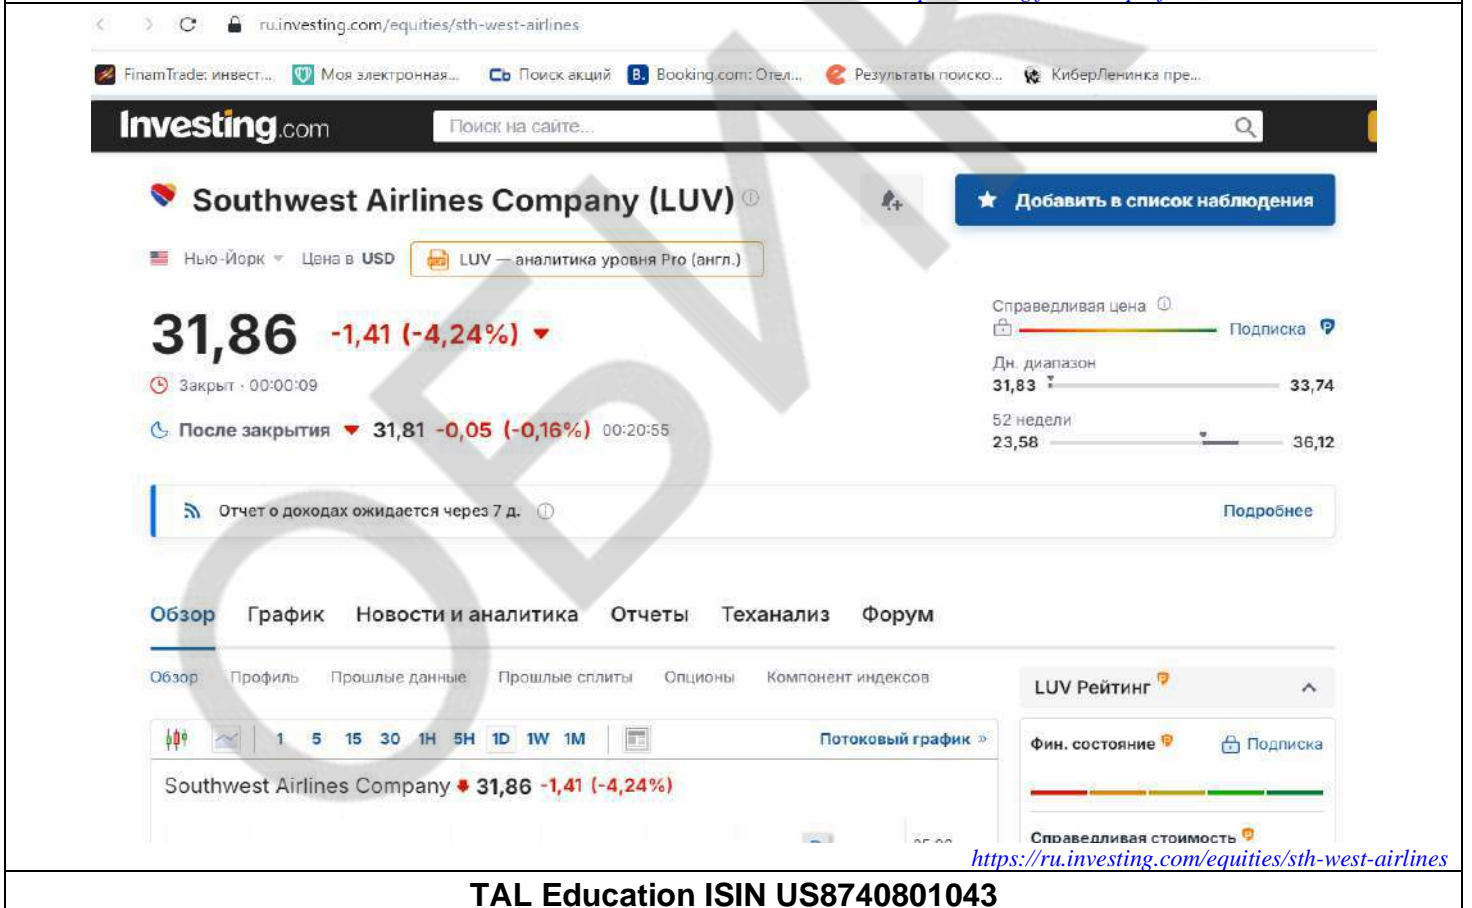 ru.investing.com/equities/sth-west-airlines
FinamTrade: инвест... Моя электронная... Сb Поиск акций B. Booking.com: Отел... Результаты поиско... КиберЛенинка пре...
Investing.com Поиск на сайте...
Southwest Airlines Company (LUV) Добавить в список наблюдения
Нью-Йорк Цена в USD LUV — аналитика уровня Pro (англ.)
31,86 -1,41 (-4,24%)
Справедливая цена
Подписка
Закрыт · 00:00:09
Дн. диапазон
31,83 33,74
После закрытия 31,81 -0,05 (-0,16%) 00:20:55
52 недели
23,58 36,12
Отчет о доходах ожидается через 7 д. Подробнее
Обзор График Новости и аналитика Отчеты Теханализ Форум
Обзор Профиль Прошлые данные Прошлые сплиты Опционы Компонент индексов
LUV Рейтинг
1 5 15 30 1H 5H 1D 1W 1M Потоковый график »
Фин. состояние Подписка
Southwest Airlines Company 31,86 -1,41 (-4,24%)
Справедливая стоимость
https://ru.investing.com/equities/sth-west-airlines
TAL Education ISIN US8740801043
ОБИК